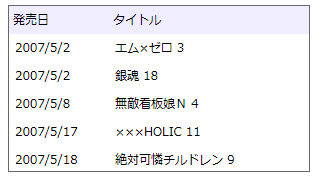 発売日 タイトル
2007/5/2 エム×ゼロ 3
2007/5/2 銀魂 18
2007/5/8 無敵看板娘N 4
2007/5/17 ×××HOLIC 11
2007/5/18 絶対可憐チルドレン 9